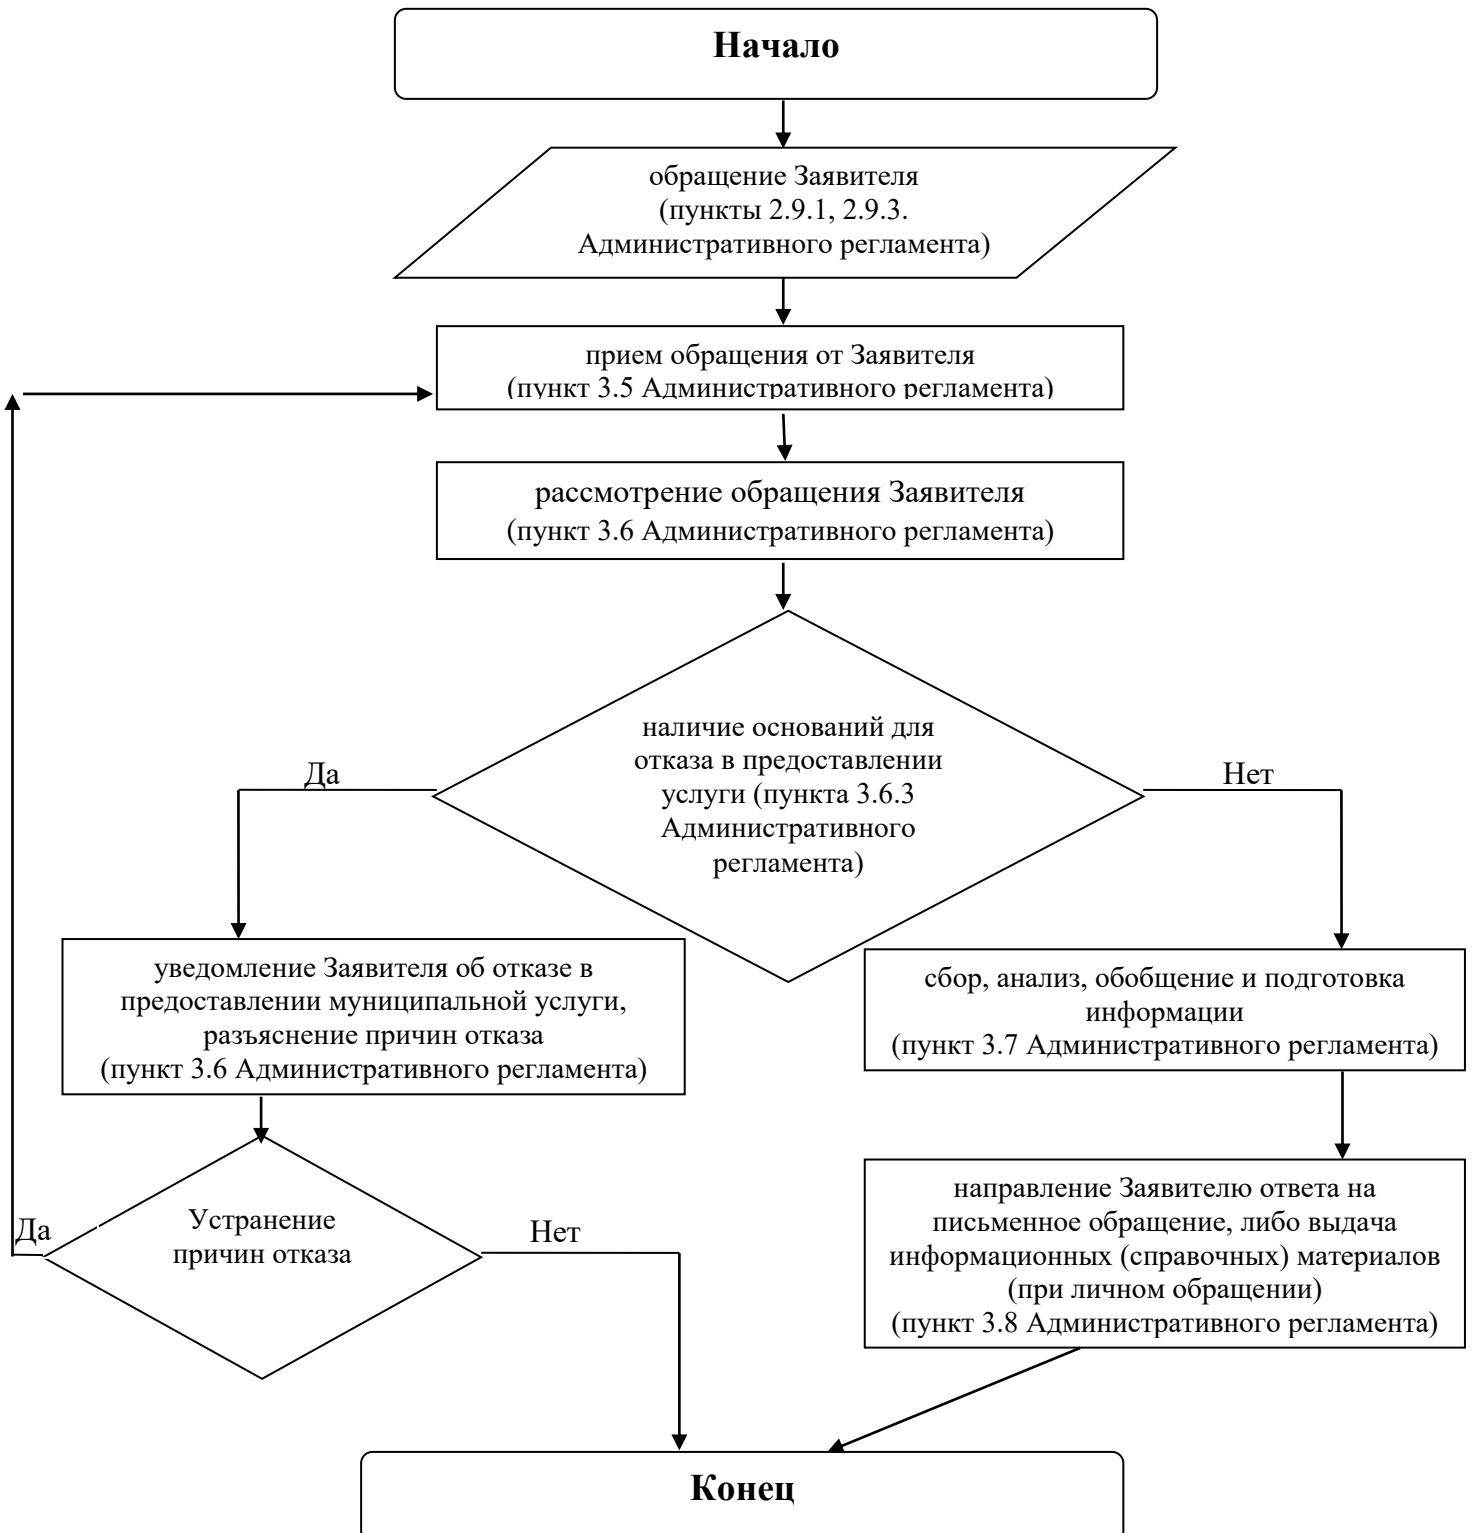 Начало
обращение Заявителя
(пункты 2.9.1, 2.9.3.
Административного регламента)
прием обращения от Заявителя
(пункт 3.5 Административного регламента)
рассмотрение обращения Заявителя
(пункт 3.6 Административного регламента)
наличие оснований для
отказа в предоставлении
услуги (пункта 3.6.3
Административного
регламента)
Да
Нет
уведомление Заявителя об отказе в
предоставлении муниципальной услуги,
разъяснение причин отказа
(пункт 3.6 Административного регламента)
сбор, анализ, обобщение и подготовка
информации
(пункт 3.7 Административного регламента)
Устранение
причин отказа
Да
Нет
направление Заявителю ответа на
письменное обращение, либо выдача
информационных (справочных) материалов
(при личном обращении)
(пункт 3.8 Административного регламента)
Конец